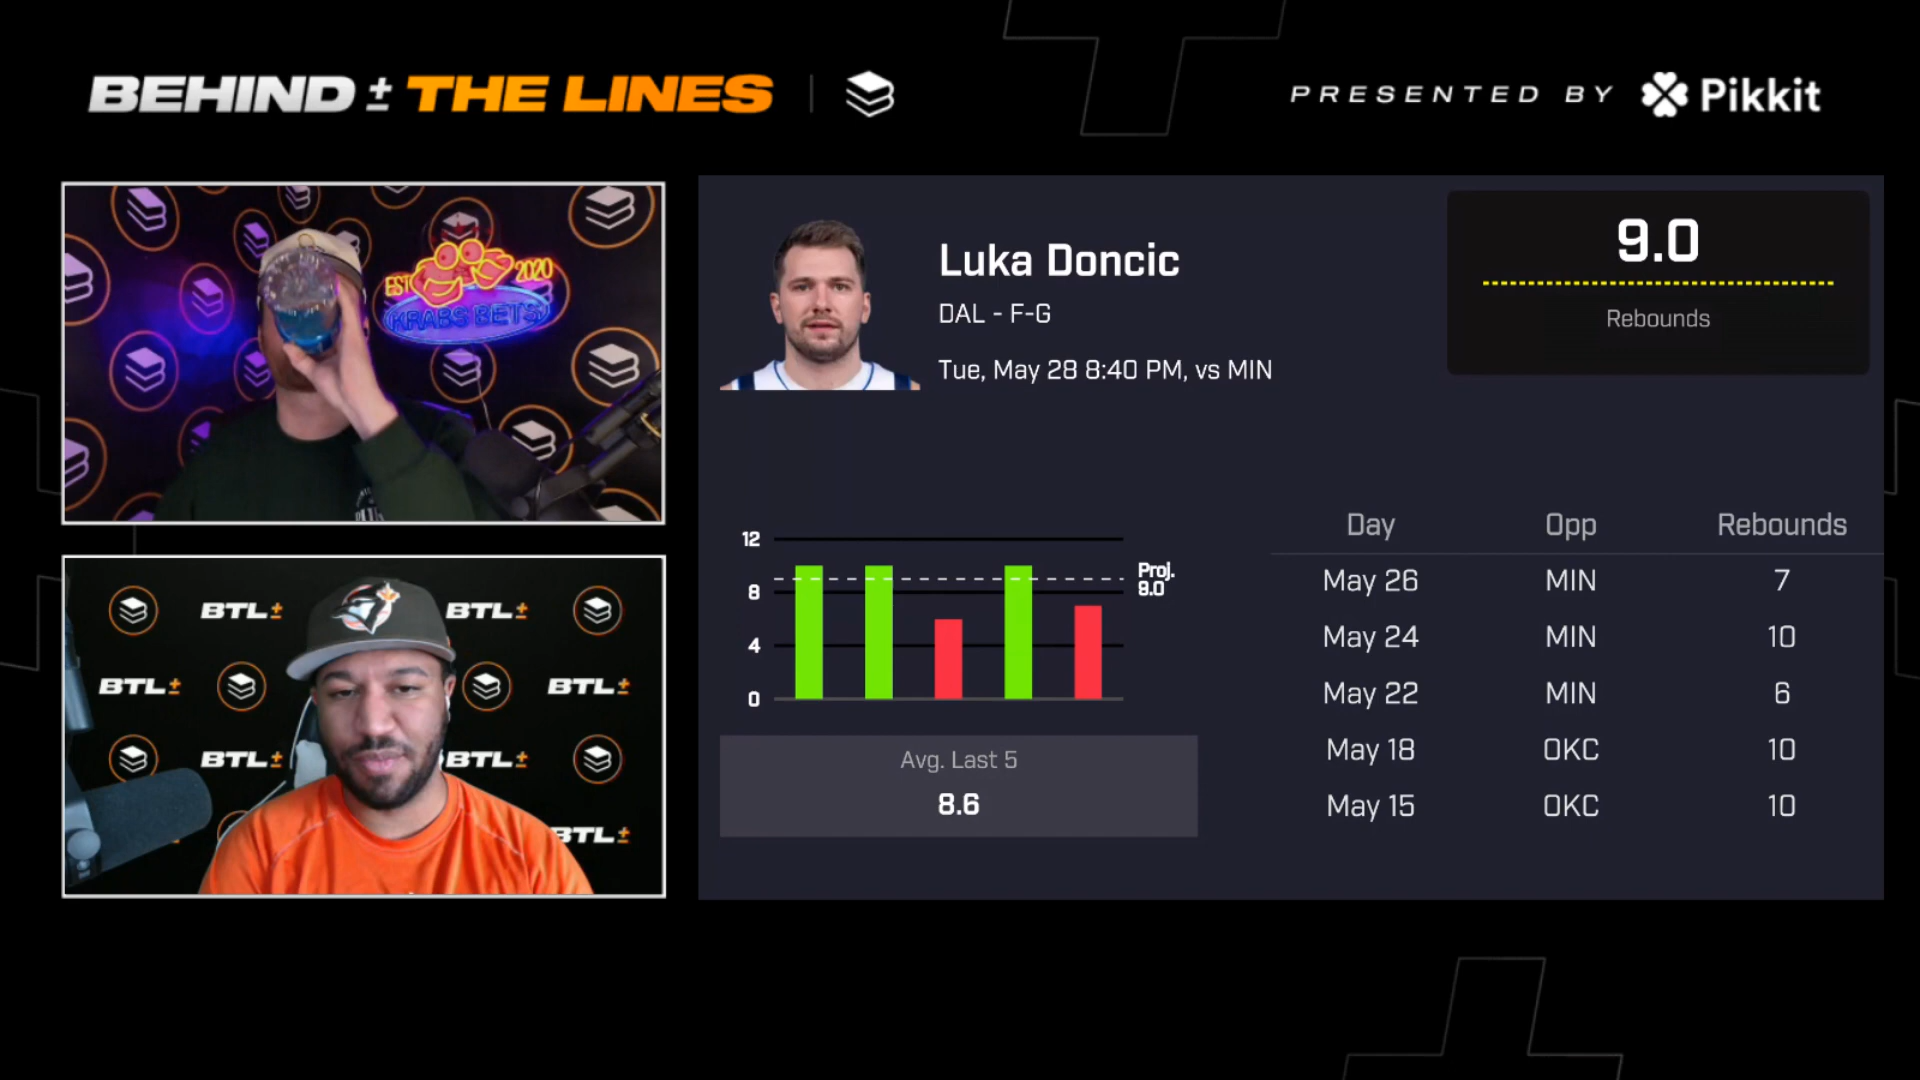 BEHIND ± THE LINES
PRESENTED BY Pikkit
EST 2020
KRABS BETS
BTL± BTL±
BTL± BTL±
BTL± BTL±
BTL±
Luka Doncic
DAL - F-G
Tue, May 28 8:40 PM, vs MIN
9.0
Rebounds
12
8
4
0
Proj.
9.0
Avg. Last 5
8.6
Day Opp Rebounds
May 26 MIN 7
May 24 MIN 10
May 22 MIN 6
May 18 OKC 10
May 15 OKC 10